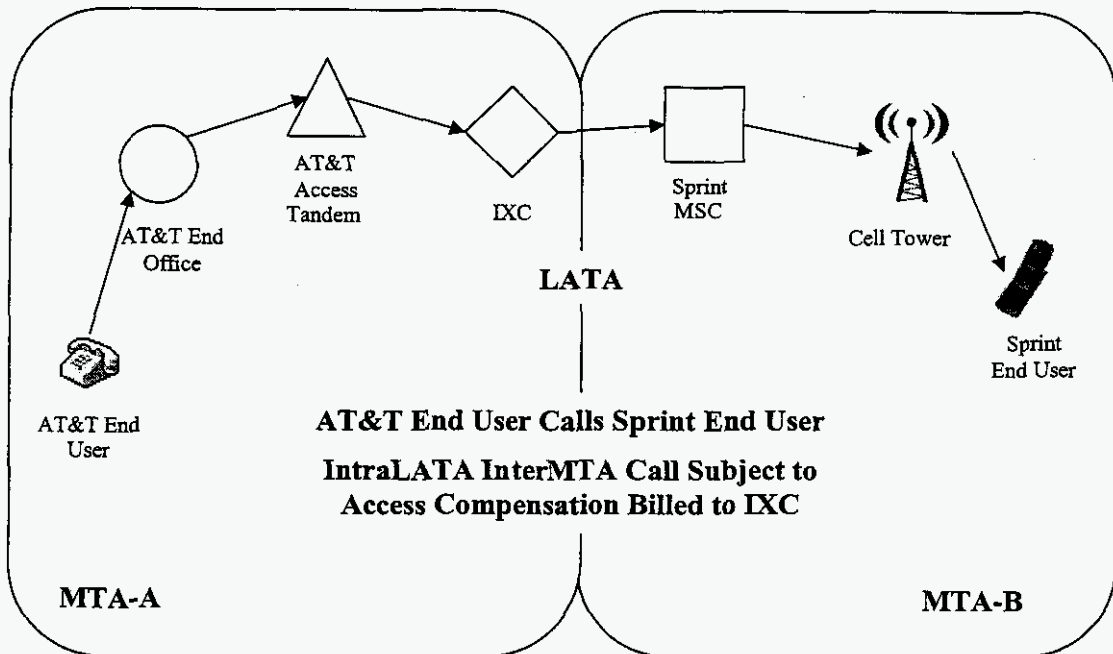 AT&T End
User
AT&T End
Office
AT&T
Access
Tandem
IXC
Sprint
MSC
Cell Tower
Sprint
End User
LATA
AT&T End User Calls Sprint End User
IntraLATA InterMTA Call Subject to
Access Compensation Billed to IXC
MTA-A
MTA-B